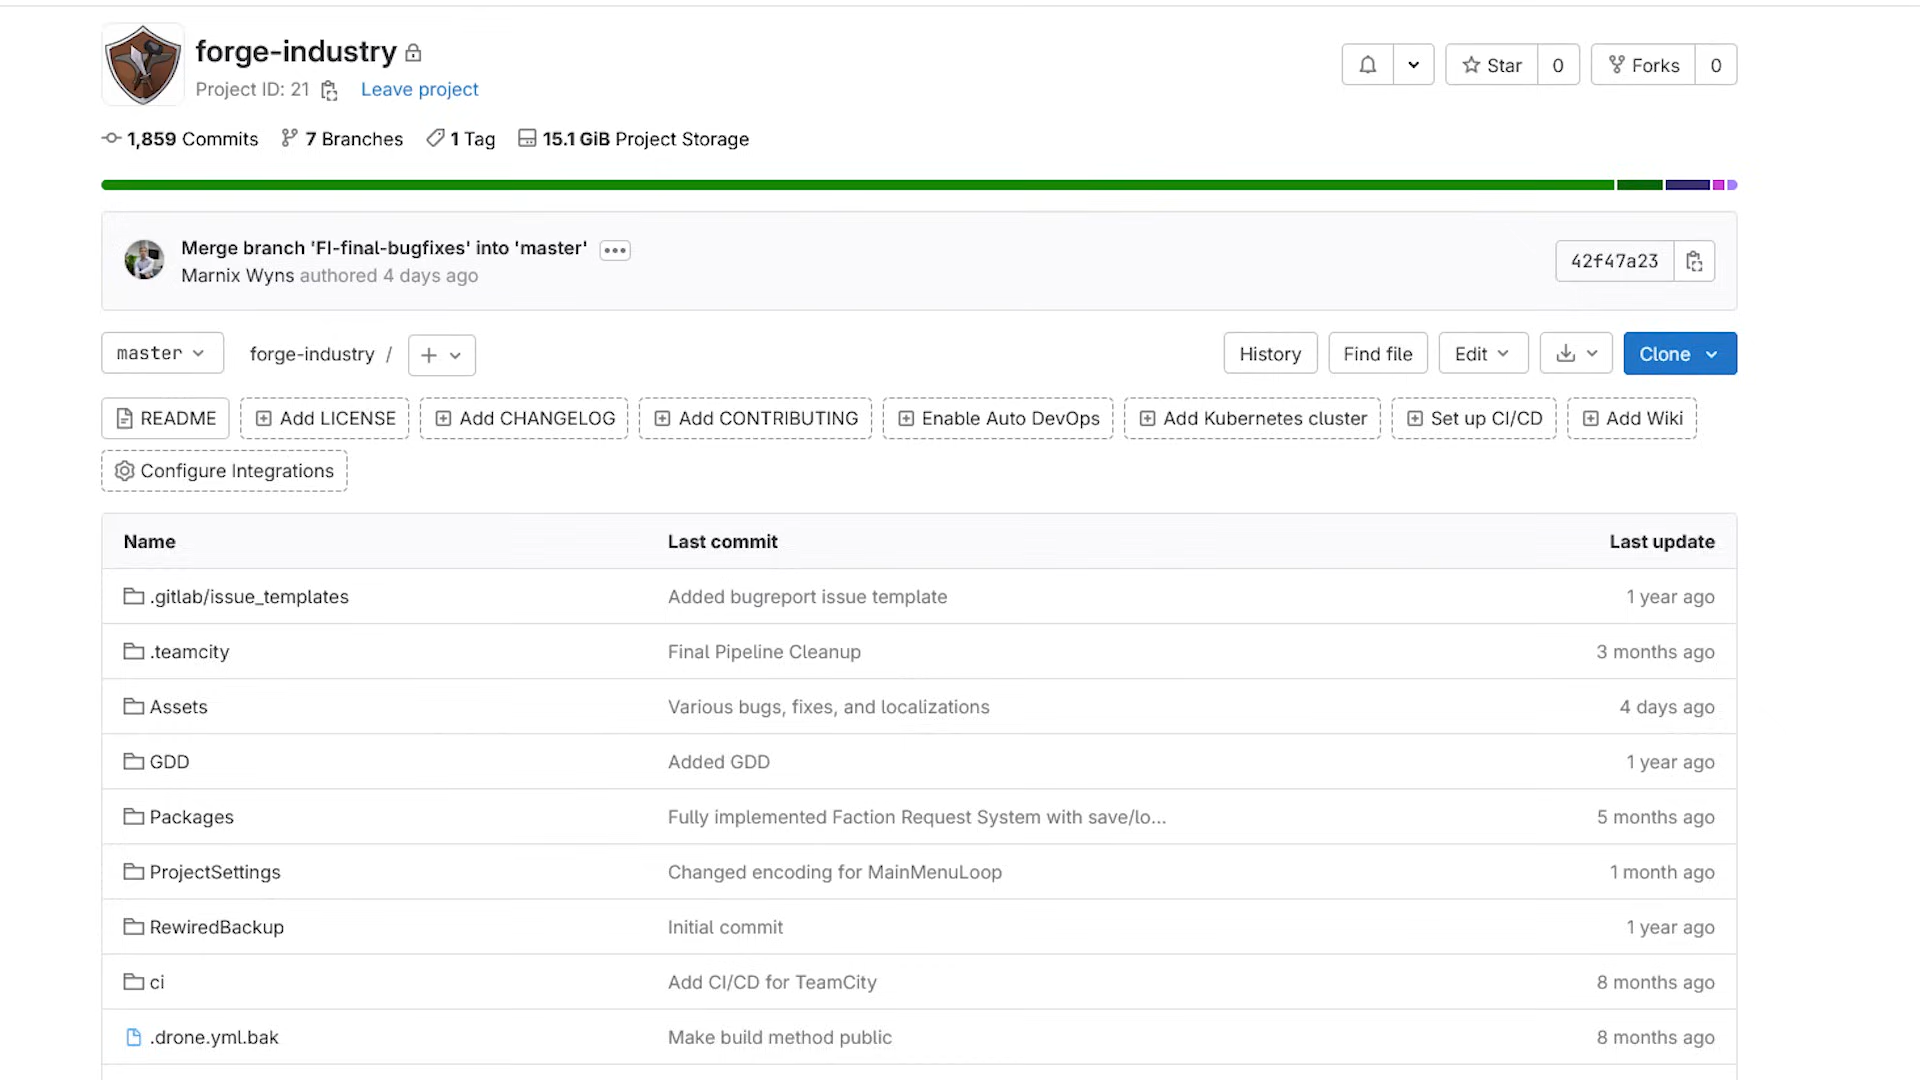 forge-industry
Project ID: 21 Leave project
Star 0 Forks 0
1,859 Commits 7 Branches 1 Tag 15.1 GiB Project Storage
Merge branch 'FI-final-bugfixes' into 'master'
Marnix Wyns authored 4 days ago
42f47a23
master forge-industry / History Find file Edit Clone
README Add LICENSE Add CHANGELOG Add CONTRIBUTING Enable Auto DevOps Add Kubernetes cluster Set up CI/CD Add Wiki
Configure Integrations
Name Last commit Last update
.gitlab/issue_templates Added bugreport issue template 1 year ago
.teamcity Final Pipeline Cleanup 3 months ago
Assets Various bugs, fixes, and localizations 4 days ago
GDD Added GDD 1 year ago
Packages Fully implemented Faction Request System with save/lo... 5 months ago
ProjectSettings Changed encoding for MainMenuLoop 1 month ago
RewiredBackup Initial commit 1 year ago
ci Add CI/CD for TeamCity 8 months ago
.drone.yml.bak Make build method public 8 months ago